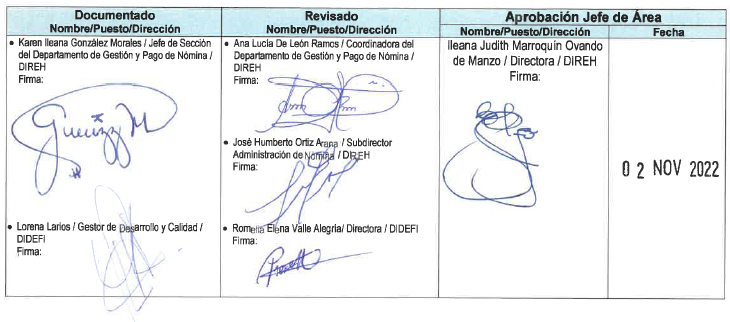 Documentado
Nombre/Puesto/Dirección
Revisado
Nombre/Puesto/Dirección
Aprobación Jefe de Área
Nombre/Puesto/Dirección
Fecha
• Karen Ileana González Morales / Jefe de Sección
del Departamento de Gestión y Pago de Nómina /
DIREH
Firma:
• Lorena Larios / Gestor de Desarrollo y Calidad /
DIDEFI
Firma:
• Ana Lucía De León Ramos / Coordinadora del
Departamento de Gestión y Pago de Nómina /
DIREH
Firma:
• José Humberto Ortiz Arana / Subdirector
Administración de Nómina / DIREH
Firma:
• Romelia Elena Valle Alegria/ Directora / DIDEFI
Firma:
Ileana Judith Marroquín Ovando
de Manzo / Directora / DIREH
Firma:
02 NOV 2022